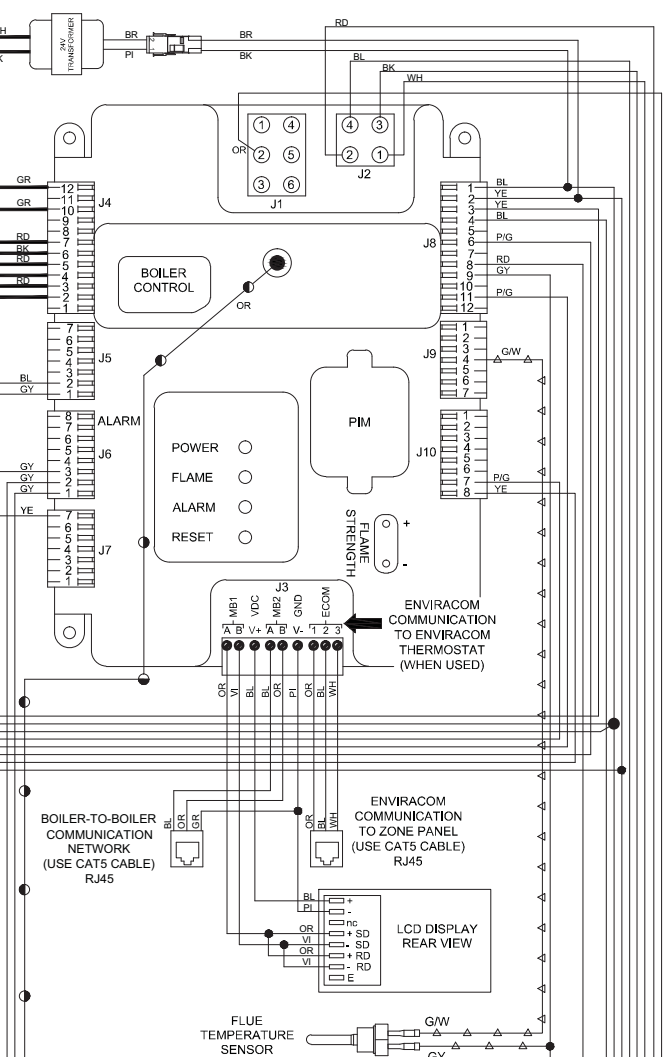 H
K
24V
TRANSFORMER
BR
PI
2
1
BR
BK
RD
BL
BK
WH
1 4
2 5
3 6
OR
J1
4 3
2 1
J2
GR
GR
RD
BK
RD
RD
12
11
10
9
8
7
6
5
4
3
2
1
J4
BOILER
CONTROL
OR
J8
1
2
3
4
5
6
7
8
9
10
11
12
BL
YE
YE
BL
P/G
RD
GY
P/G
7
6
5
4
3
2
1
J5
BL
GY
J9
1
2
3
4
5
6
7
G/W
8
7
6
5
4
3
2
1
ALARM
J6
GY
GY
GY
J10
1
2
3
4
5
6
7
8
P/G
YE
PIM
POWER
FLAME
ALARM
RESET
YE
7
6
5
4
3
2
1
J7
FLAME
STRENGTH
+
-
J3
MB1
VDC
MB2
GND
ECOM
A B V+ A B V- 1 2 3
ENVIRACOM
COMMUNICATION
TO ENVIRACOM
THERMOSTAT
(WHEN USED)
OR
VI
BL
BL
OR
PI
OR
BL
WH
BOILER-TO-BOILER
COMMUNICATION
NETWORK
(USE CAT5 CABLE)
RJ45
BL
OR
GR
OR
BL
WH
ENVIRACOM
COMMUNICATION
TO ZONE PANEL
(USE CAT5 CABLE)
RJ45
BL
PI
OR
VI
OR
VI
+
-
nc
+ SD
- SD
+ RD
- RD
E
LCD DISPLAY
REAR VIEW
FLUE
TEMPERATURE
SENSOR
G/W
GY